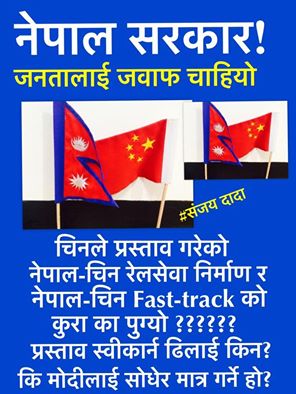 नेपाल सरकार!
जनतालाई जवाफ चाहियो
#संजय दादा
चिनले प्रस्ताव गरेको
नेपाल-चिन रेलसेवा निर्माण र
नेपाल-चिन Fast-track को
कुरा का पुग्यो ??????
प्रस्ताव स्वीकार्न ढिलाई किन?
कि मोदीलाई सोधेर मात्र गर्ने हो?